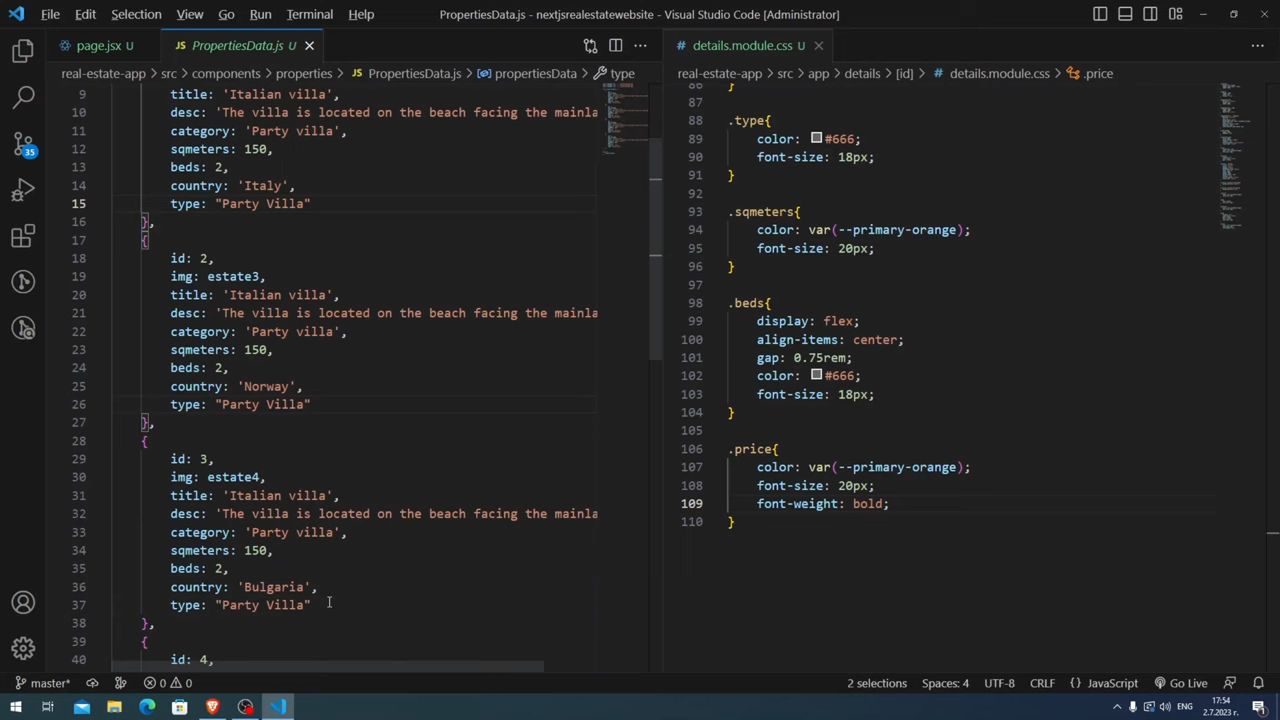 File Edit Selection View Go Run Terminal Help
PropertiesData.js - nextjsrealestatewebsite - Visual Studio Code [Administrator]
page.jsx U
PropertiesData.js U
details.module.css U
real-estate-app > src > components > properties > PropertiesData.js > propertiesData > type
real-estate-app > src > app > details > [id] > details.module.css > .price
9 title: 'Italian villa',
10 desc: 'The villa is located on the beach facing the mainla
11 category: 'Party villa',
12 sqmeters: 150,
13 beds: 2,
14 country: 'Italy',
15 type: "Party Villa"
16 },
17 {
18 id: 2,
19 img: estate3,
20 title: 'Italian villa',
21 desc: 'The villa is located on the beach facing the mainla
22 category: 'Party villa',
23 sqmeters: 150,
24 beds: 2,
25 country: 'Norway',
26 type: "Party Villa"
27 },
28 {
29 id: 3,
30 img: estate4,
31 title: 'Italian villa',
32 desc: 'The villa is located on the beach facing the mainla
33 category: 'Party villa',
34 sqmeters: 150,
35 beds: 2,
36 country: 'Bulgaria',
37 type: "Party Villa"
38 },
39 {
40 id: 4,
86 }
87
88 .type{
89 color: #666;
90 font-size: 18px;
91 }
92
93 .sqmeters{
94 color: var(--primary-orange);
95 font-size: 20px;
96 }
97
98 .beds{
99 display: flex;
100 align-items: center;
101 gap: 0.75rem;
102 color: #666;
103 font-size: 18px;
104 }
105
106 .price{
107 color: var(--primary-orange);
108 font-size: 20px;
109 font-weight: bold;
110 }
35
master* 0 0
2 selections Spaces: 4 UTF-8 CRLF {} JavaScript Go Live
ENG
17:54
2.7.2023 г.
1